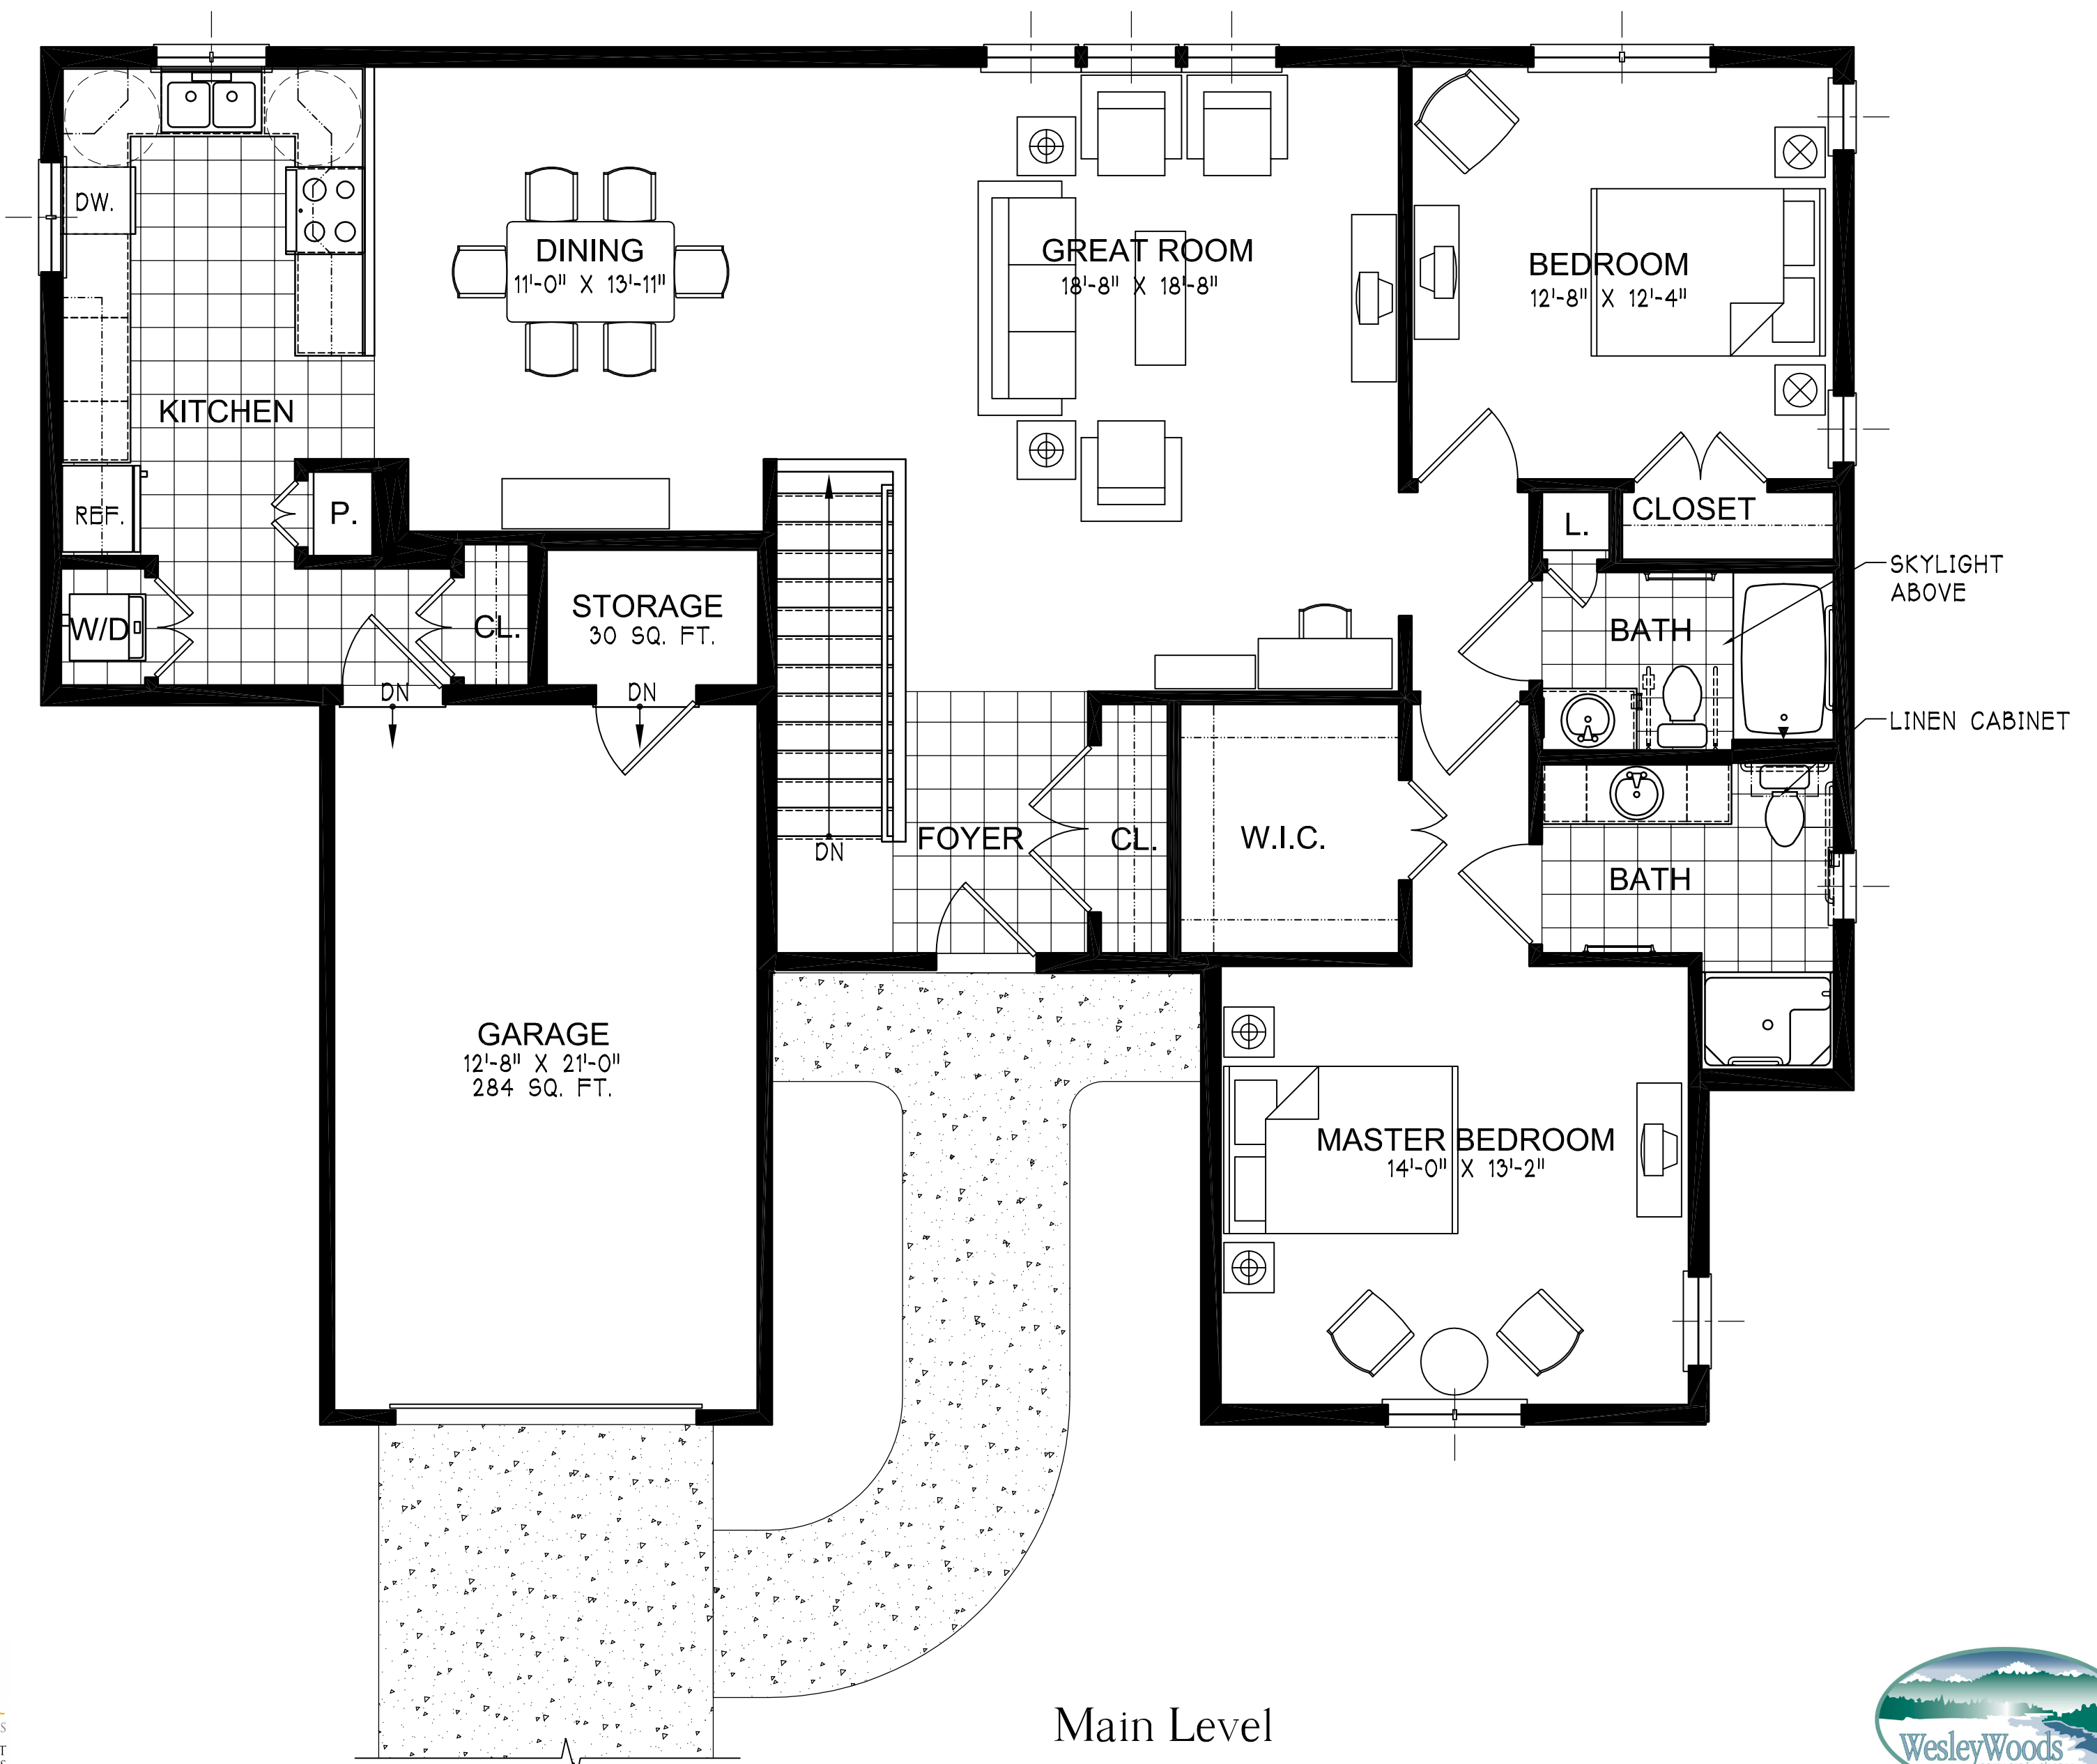 DW.
DINING
11'-0" X 13'-11"
GREAT ROOM
18'-8" X 18'-8"
BEDROOM
12'-8" X 12'-4"
KITCHEN
REF.
P.
L.
CLOSET
SKYLIGHT
ABOVE
W/D
CL.
STORAGE
30 SQ. FT.
BATH
DN
DN
LINEN CABINET
DN
FOYER
CL.
W.I.C.
BATH
GARAGE
12'-8" X 21'-0"
284 SQ. FT.
MASTER BEDROOM
14'-0" X 13'-2"
Main Level
WesleyWoods
S
T